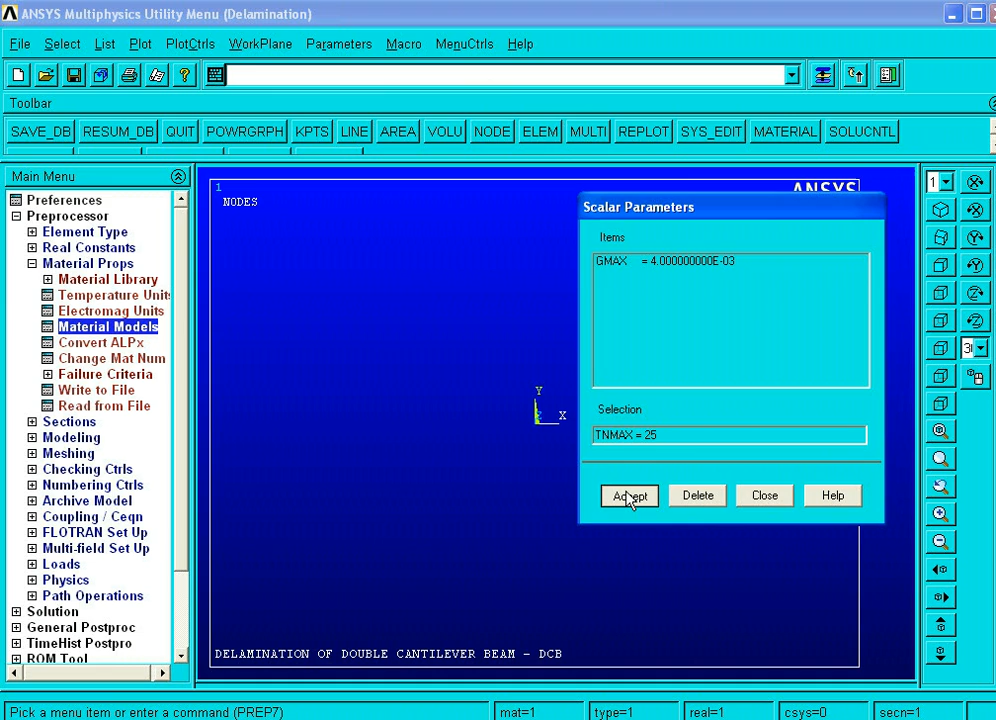 ANSYS Multiphysics Utility Menu (Delamination)
File Select List Plot PlotCtrls WorkPlane Parameters Macro MenuCtrls Help
Toolbar
SAVE_DB RESUM_DB QUIT POWRGRPH KPTS LINE AREA VOLU NODE ELEM MULTI REPLOT SYS_EDIT MATERIAL SOLUCNTL
Main Menu
Preferences
Preprocessor
Element Type
Real Constants
Material Props
Material Library
Temperature Units
Electromag Units
Material Models
Convert ALPx
Change Mat Num
Failure Criteria
Write to File
Read from File
Sections
Modeling
Meshing
Checking Ctrls
Numbering Ctrls
Archive Model
Coupling / Ceqn
FLOTRAN Set Up
Multi-field Set Up
Loads
Physics
Path Operations
Solution
General Postproc
TimeHist Postpro
ROM Tool
1
NODES
ANSYS
Y
X
DELAMINATION OF DOUBLE CANTILEVER BEAM - DCB
Scalar Parameters
Items
GMAX = 4.000000000E-03
Selection
TNMAX = 25
Accept Delete Close Help
1
Pick a menu item or enter a command (PREP7) mat=1 type=1 real=1 csys=0 secn=1